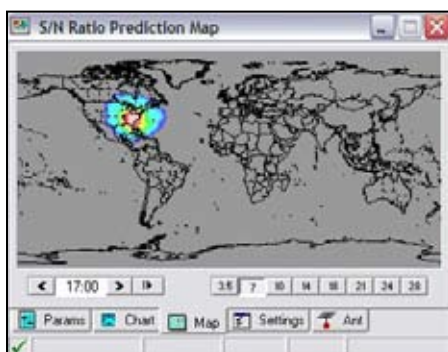 S/N Ratio Prediction Map
17:00 3.5 7 10 14 18 21 24 28
Params Chart Map Settings Ant